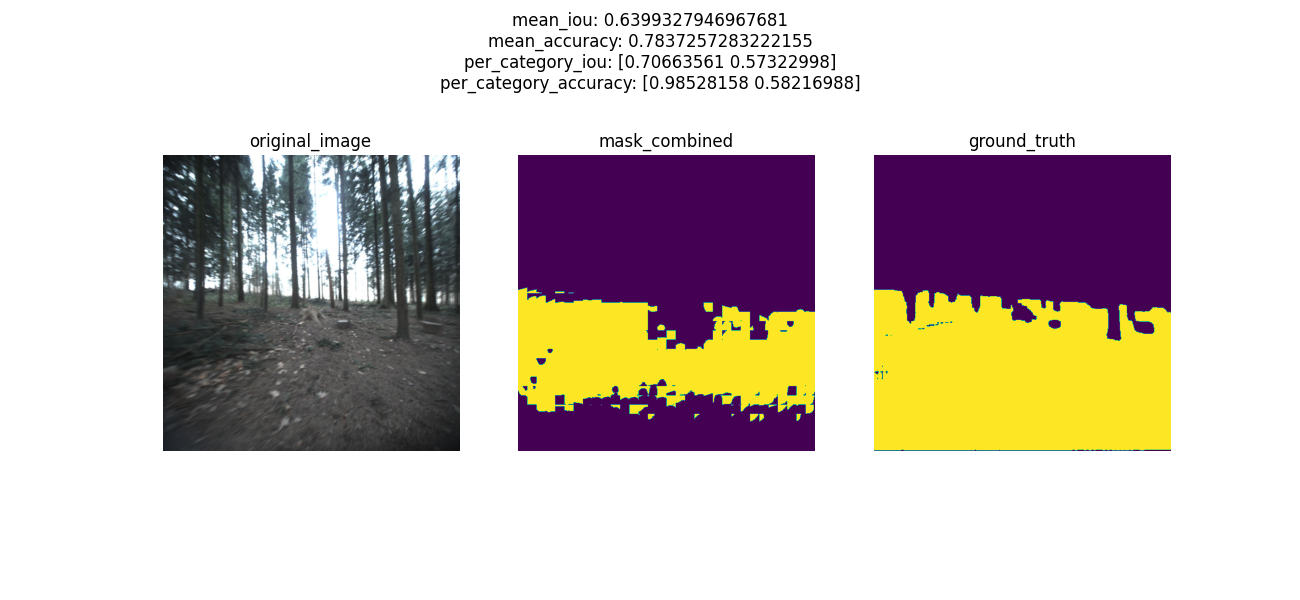 mean_iou: 0.6399327946967681
mean_accuracy: 0.7837257283222155
per_category_iou: [0.70663561 0.57322998]
per_category_accuracy: [0.98528158 0.58216988]
original_image
mask_combined
ground_truth